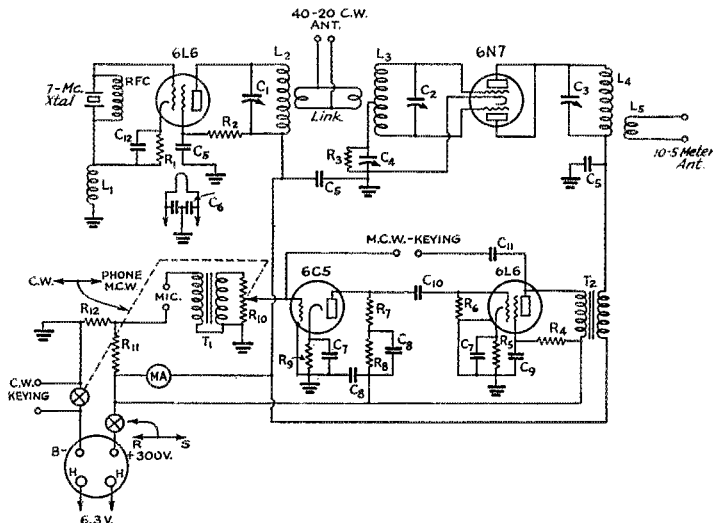 40-20 C.W.
ANT.
6L6
L2
L3
6N7
7-Mc.
Xtal
RFC
C1
C2
C3
L4
L5
Link
10-5 Meter
Ant.
C12
R1
C5
R2
R3
C4
C5
C5
L1
C6
M.C.W.-KEYING
C11
C.W.
PHONE
M.C.W.
MIC.
6C5
C10
6L6
T2
R12
T1
R10
R7
R6
R11
R9
C7
C8
C7
R5
C9
R4
MA
C8
R8
C.W.
KEYING
B-
R
S
+300V.
H
H
6.3V.